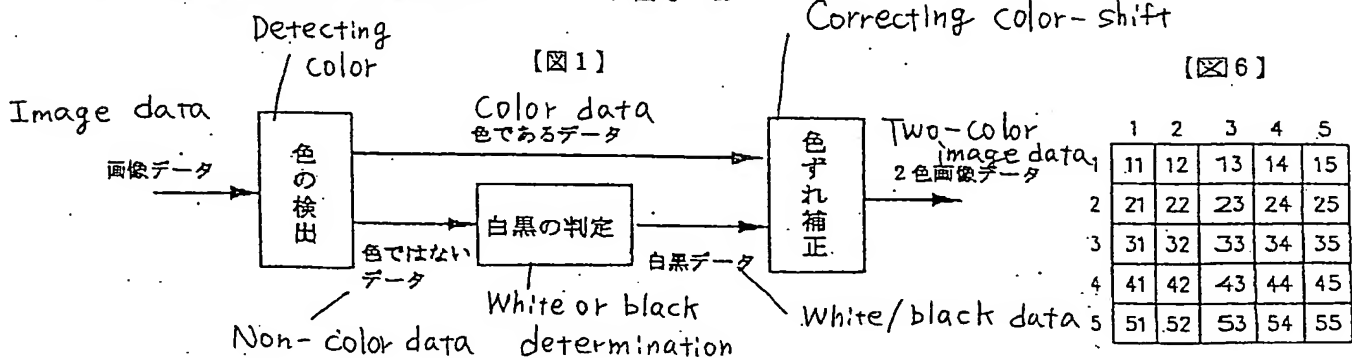 Detecting
color
Correcting color-shift
【図1】
【図6】
Image data
画像データ
色の検出
Color data
色であるデータ
色ではない
データ
Non-color data
白黒の判定
White or black
determination
白黒データ
White/black data
色ずれ補正
Two-color
image data
2色画像データ
1 2 3 4 5
1 11 12 13 14 15
2 21 22 23 24 25
3 31 32 33 34 35
4 41 42 43 44 45
5 51 52 53 54 55